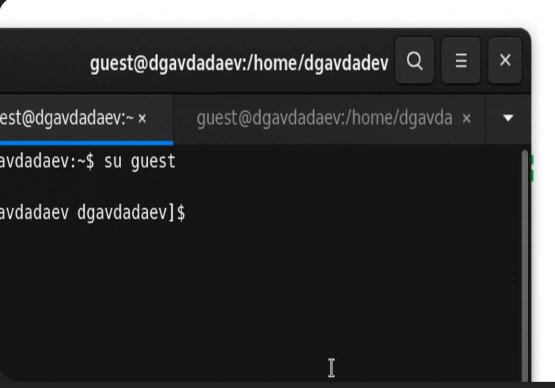 guest@dgavdadaev:/home/dgavdadev
est@dgavdadaev:~ ×
guest@dgavdadaev:/home/dgavda ×
avdadaev:~$ su guest
avdadaev dgavdadaev]$